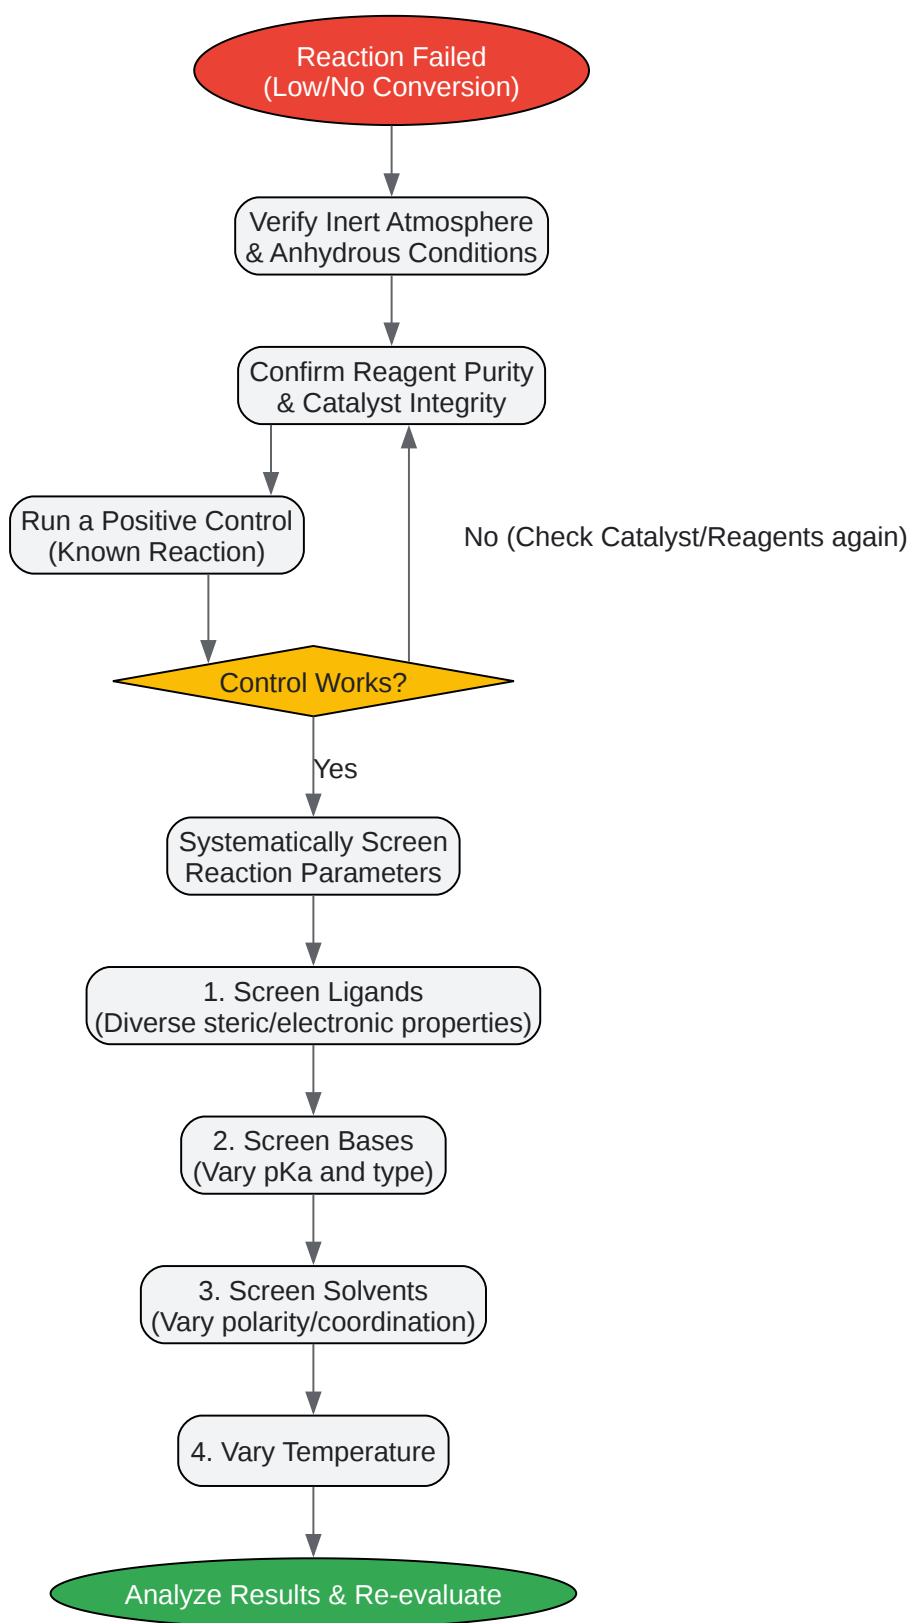 Reaction Failed
(Low/No Conversion)
Verify Inert Atmosphere
& Anhydrous Conditions
Confirm Reagent Purity
& Catalyst Integrity
Run a Positive Control
(Known Reaction)
No (Check Catalyst/Reagents again)
Control Works?
Yes
Systematically Screen
Reaction Parameters
1. Screen Ligands
(Diverse steric/electronic properties)
2. Screen Bases
(Vary pKa and type)
3. Screen Solvents
(Vary polarity/coordination)
4. Vary Temperature
Analyze Results & Re-evaluate